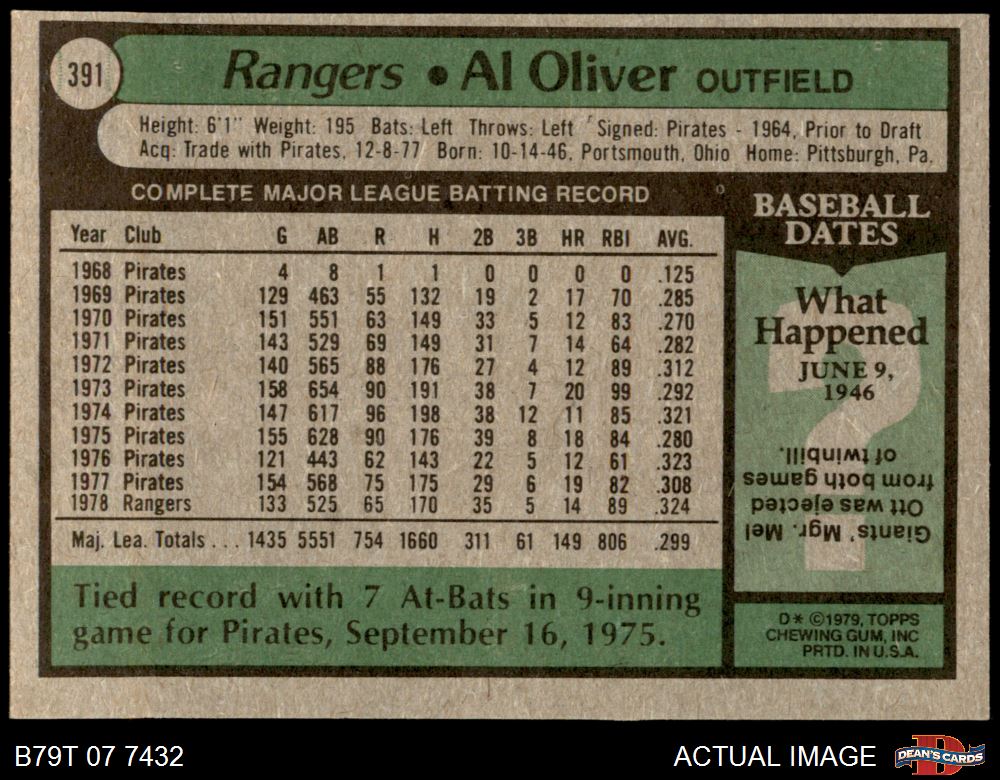 391
Rangers • Al Oliver OUTFIELD
Height: 6'1" Weight: 195 Bats: Left Throws: Left Signed: Pirates - 1964, Prior to Draft
Acq: Trade with Pirates, 12-8-77 Born: 10-14-46, Portsmouth, Ohio Home: Pittsburgh, Pa.
COMPLETE MAJOR LEAGUE BATTING RECORD
Year Club G AB R H 2B 3B HR RBI AVG.
1968 Pirates 4 8 1 1 0 0 0 0 .125
1969 Pirates 129 463 55 132 19 2 17 70 .285
1970 Pirates 151 551 63 149 33 5 12 83 .270
1971 Pirates 143 529 69 149 31 7 14 64 .282
1972 Pirates 140 565 88 176 27 4 12 89 .312
1973 Pirates 158 654 90 191 38 7 20 99 .292
1974 Pirates 147 617 96 198 38 12 11 85 .321
1975 Pirates 155 628 90 176 39 8 18 84 .280
1976 Pirates 121 443 62 143 22 5 12 61 .323
1977 Pirates 154 568 75 175 29 6 19 82 .308
1978 Rangers 133 525 65 170 35 5 14 89 .324
Maj. Lea. Totals . . . 1435 5551 754 1660 311 61 149 806 .299
Tied record with 7 At-Bats in 9-inning
game for Pirates, September 16, 1975.
BASEBALL
DATES
What
Happened
JUNE 9,
1946
?
Giants' Mgr. Mel
Ott was ejected
from both games
of twinbill.
D* ©1979, TOPPS
CHEWING GUM, INC
PRTD. IN U.S.A.
B79T 07 7432
ACTUAL IMAGE
D
DEAN'S CARDS